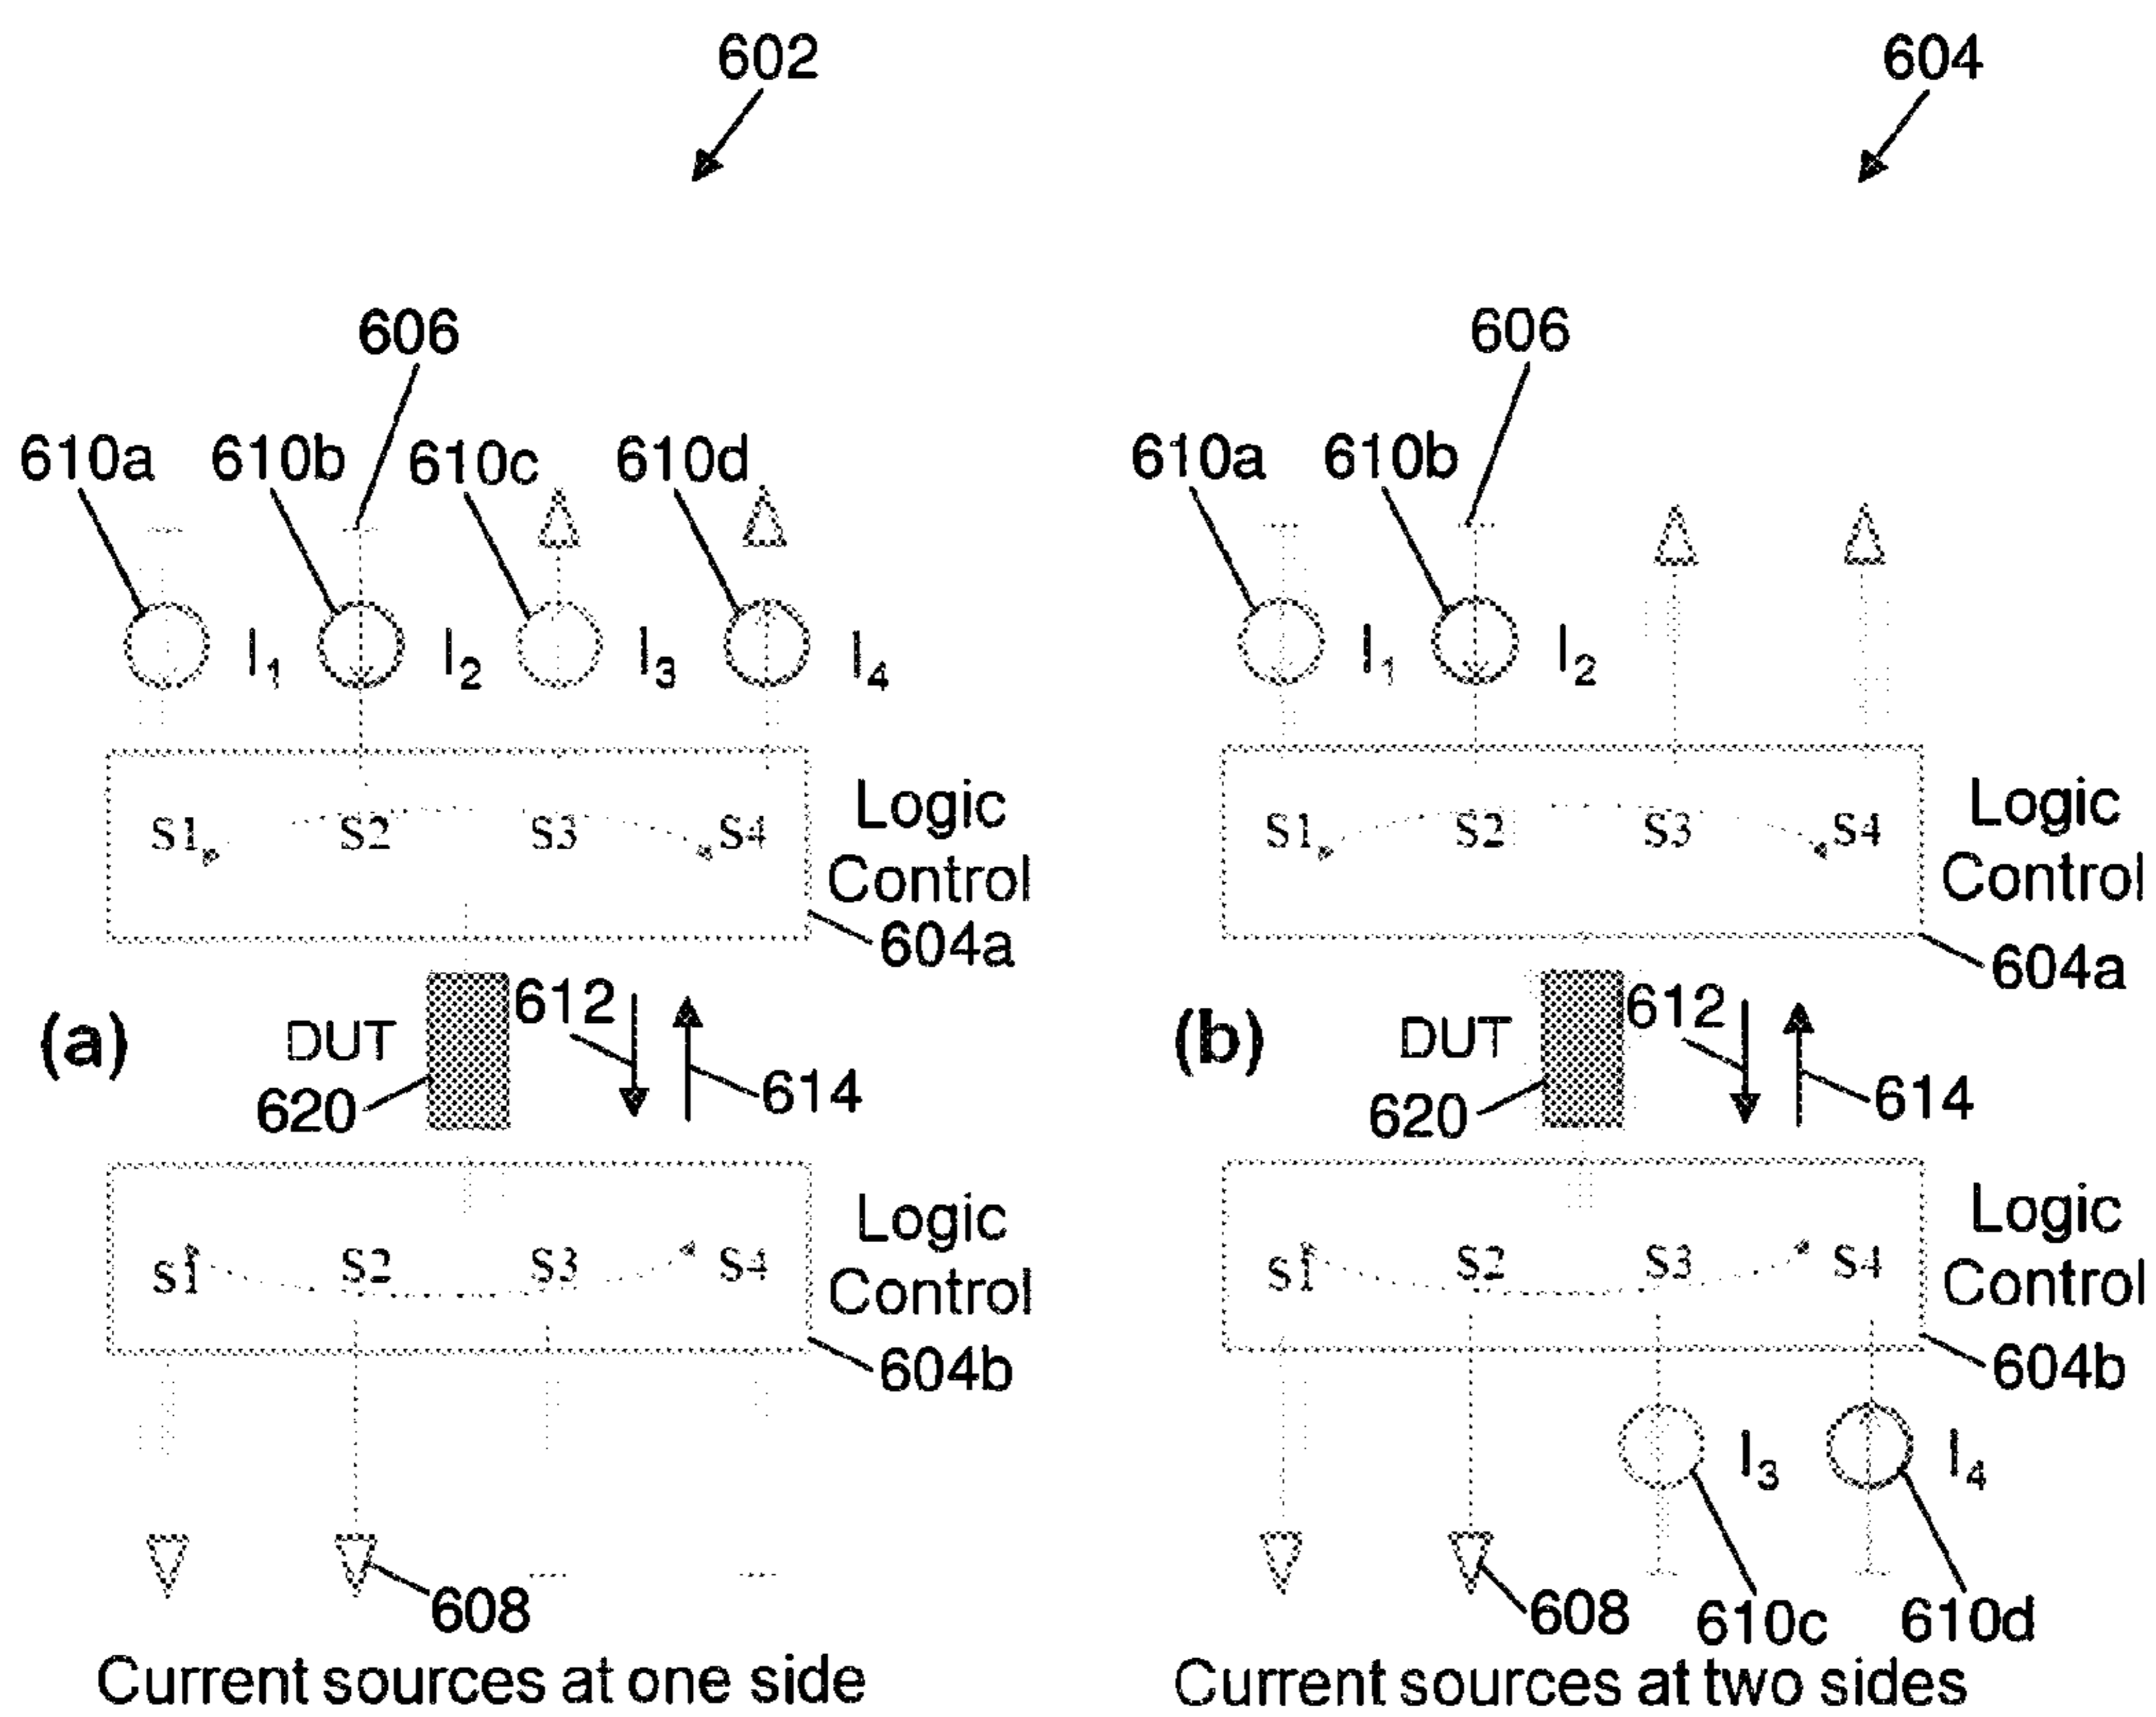 602
604
606
606
610a 610b 610c 610d
610a 610b
I1 I2 I3 I4
I1 I2
S1 S2 S3 S4
Logic
Control
604a
S1 S2 S3 S4
Logic
Control
604a
(a)
DUT
620
612
614
(b)
DUT
620
612
614
S1 S2 S3 S4
Logic
Control
604b
S1 S2 S3 S4
Logic
Control
604b
I3 I4
608
608
610c 610d
Current sources at one side
Current sources at two sides